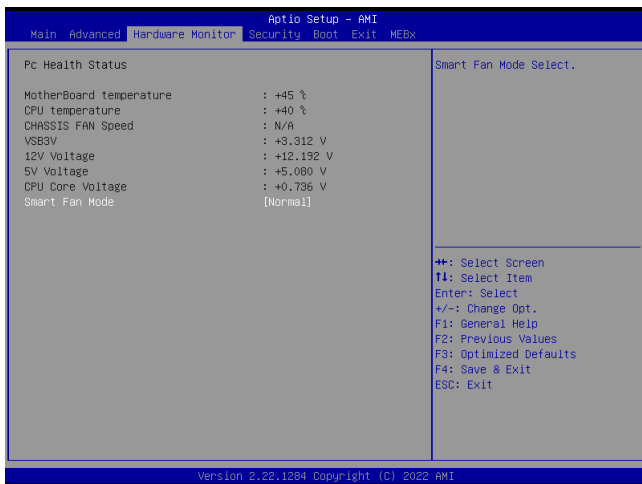 Aptio Setup – AMI
Main Advanced Hardware Monitor Security Boot Exit MEBx
Pc Health Status
MotherBoard temperature : +45 %
CPU temperature : +40 %
CHASSIS FAN Speed : N/A
VSB3V : +3.312 V
12V Voltage : +12.192 V
5V Voltage : +5.080 V
CPU Core Voltage : +0.736 V
Smart Fan Mode [Normal]
Smart Fan Mode Select.
→←: Select Screen
↑↓: Select Item
Enter: Select
+/-: Change Opt.
F1: General Help
F2: Previous Values
F3: Optimized Defaults
F4: Save & Exit
ESC: Exit
Version 2.22.1284 Copyright (C) 2022 AMI